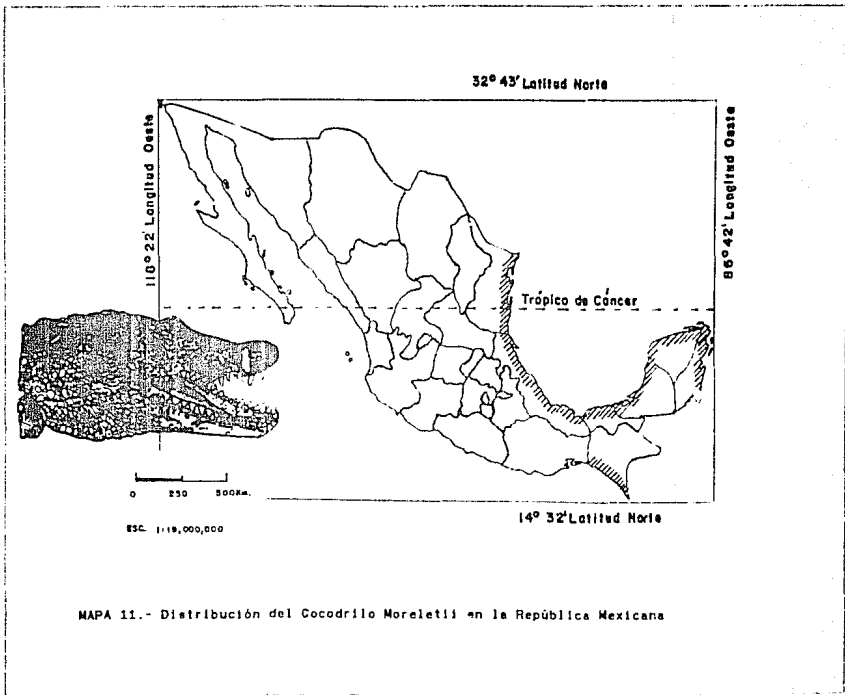 32° 43' Latitud Norte
118° 22' Longitud Oeste
86° 42' Longitud Oeste
Trópico de Cáncer
0 250 500Km.
ESC. 1:19,000,000
14° 32' Latitud Norte
MAPA 11.- Distribución del Cocodrilo Moreletii en la República Mexicana